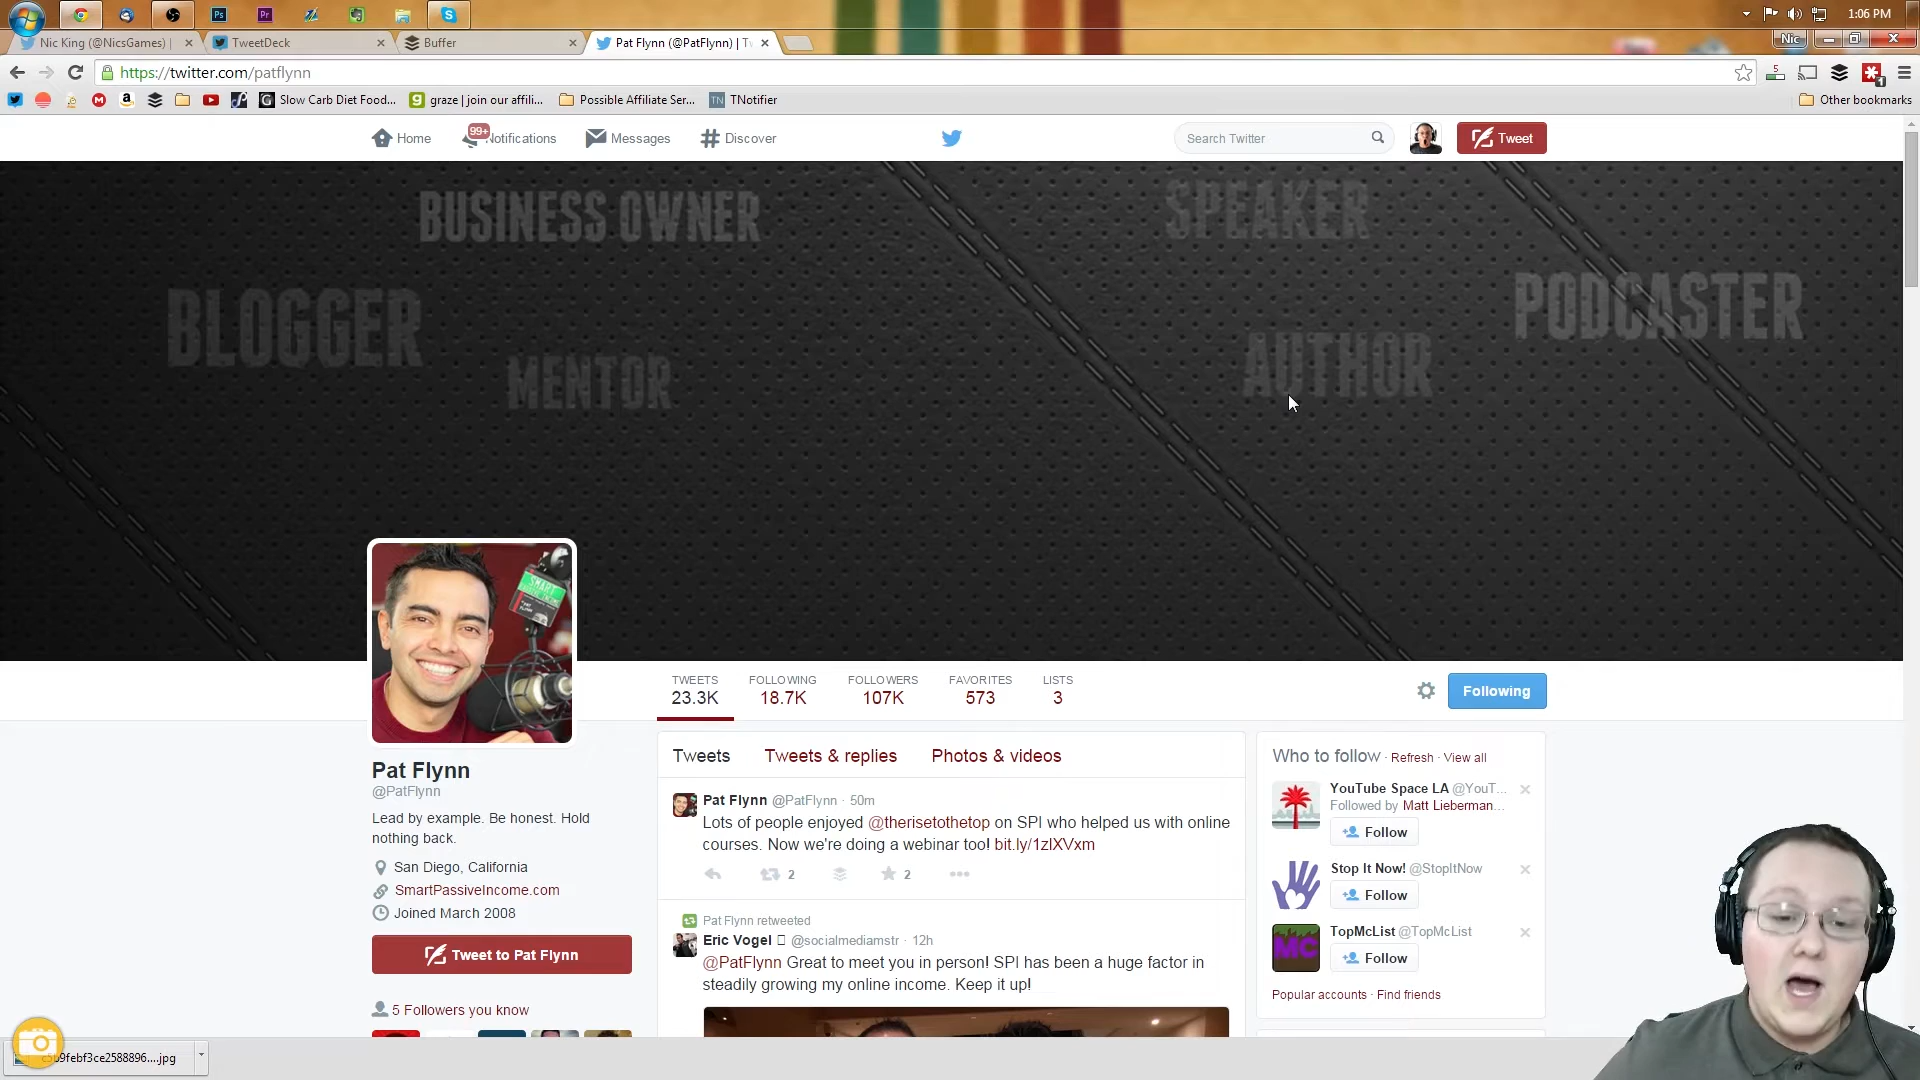 1:06 PM
Nic King (@NicsGames) |
TweetDeck
Buffer
Pat Flynn (@PatFlynn) | Tw
Nic
https://twitter.com/patflynn
Slow Carb Diet Food...
graze | join our affili...
Possible Affiliate Ser...
TNotifier
Other bookmarks
Home
99+
Notifications
Messages
Discover
Search Twitter
Tweet
BUSINESS OWNER
SPEAKER
BLOGGER
PODCASTER
MENTOR
AUTHOR
SMART
PASSIVE INCOME
TWEETS
23.3K
FOLLOWING
18.7K
FOLLOWERS
107K
FAVORITES
573
LISTS
3
Following
Pat Flynn
@PatFlynn
Lead by example. Be honest. Hold
nothing back.
San Diego, California
SmartPassiveIncome.com
Joined March 2008
Tweet to Pat Flynn
5 Followers you know
Tweets
Tweets & replies
Photos & videos
Pat Flynn @PatFlynn · 50m
Lots of people enjoyed @therisetothetop on SPI who helped us with online
courses. Now we're doing a webinar too! bit.ly/1zlXVxm
2
2
Pat Flynn retweeted
Eric Vogel @socialmediamstr · 12h
@PatFlynn Great to meet you in person! SPI has been a huge factor in
steadily growing my online income. Keep it up!
Who to follow · Refresh · View all
YouTube Space LA @YouT...
Followed by Matt Lieberman...
Follow
Stop It Now! @StopItNow
Follow
MC
TopMcList @TopMcList
Follow
Popular accounts · Find friends